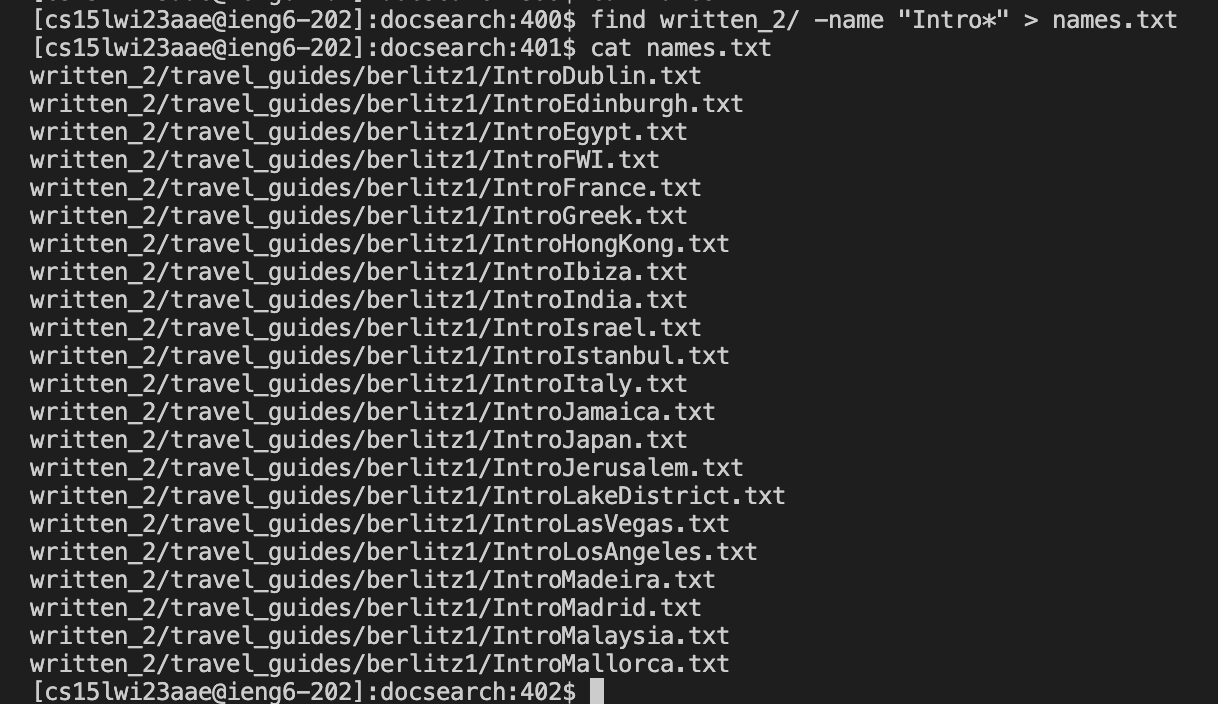 [cs15lwi23aae@ieng6-202]:docsearch:400$ find written_2/ -name "Intro*" > names.txt
[cs15lwi23aae@ieng6-202]:docsearch:401$ cat names.txt
written_2/travel_guides/berlitz1/IntroDublin.txt
written_2/travel_guides/berlitz1/IntroEdinburgh.txt
written_2/travel_guides/berlitz1/IntroEgypt.txt
written_2/travel_guides/berlitz1/IntroFWI.txt
written_2/travel_guides/berlitz1/IntroFrance.txt
written_2/travel_guides/berlitz1/IntroGreek.txt
written_2/travel_guides/berlitz1/IntroHongKong.txt
written_2/travel_guides/berlitz1/IntroIbiza.txt
written_2/travel_guides/berlitz1/IntroIndia.txt
written_2/travel_guides/berlitz1/IntroIsrael.txt
written_2/travel_guides/berlitz1/IntroIstanbul.txt
written_2/travel_guides/berlitz1/IntroItaly.txt
written_2/travel_guides/berlitz1/IntroJamaica.txt
written_2/travel_guides/berlitz1/IntroJapan.txt
written_2/travel_guides/berlitz1/IntroJerusalem.txt
written_2/travel_guides/berlitz1/IntroLakeDistrict.txt
written_2/travel_guides/berlitz1/IntroLasVegas.txt
written_2/travel_guides/berlitz1/IntroLosAngeles.txt
written_2/travel_guides/berlitz1/IntroMadeira.txt
written_2/travel_guides/berlitz1/IntroMadrid.txt
written_2/travel_guides/berlitz1/IntroMalaysia.txt
written_2/travel_guides/berlitz1/IntroMallorca.txt
[cs15lwi23aae@ieng6-202]:docsearch:402$